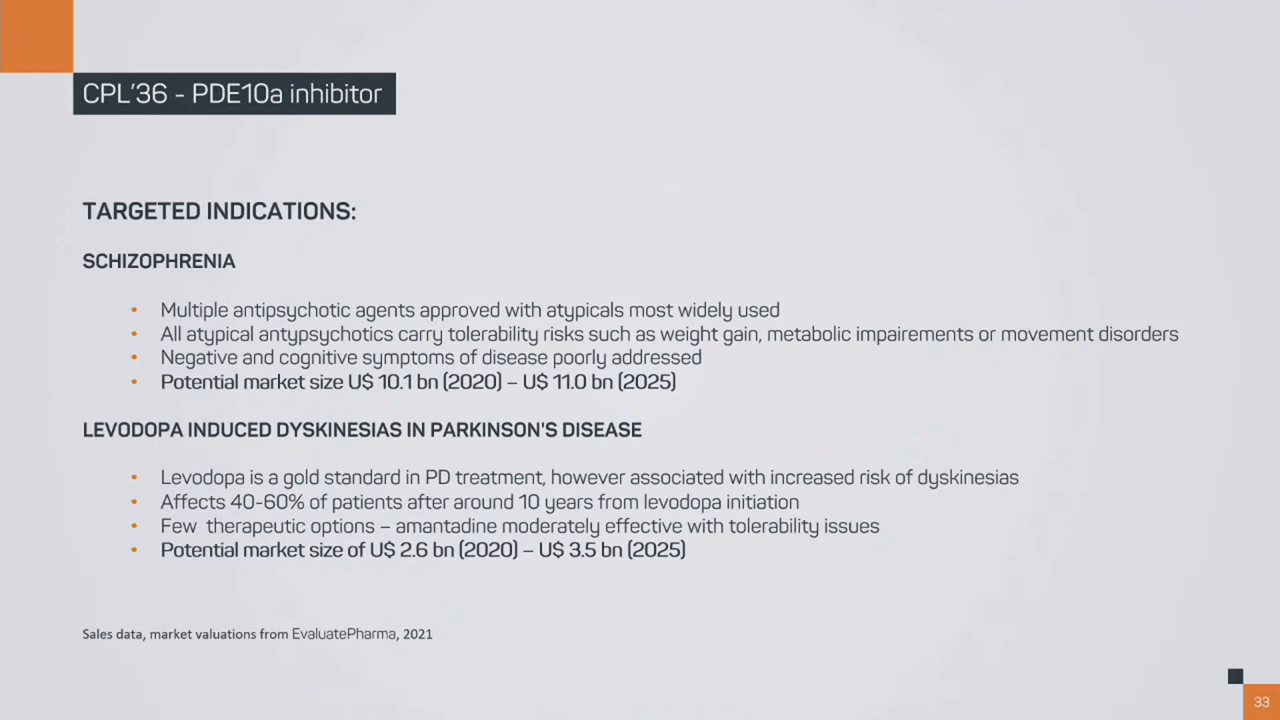 CPL'36 - PDE10a inhibitor
TARGETED INDICATIONS:
SCHIZOPHRENIA
• Multiple antipsychotic agents approved with atypicals most widely used
• All atypical antypsychotics carry tolerability risks such as weight gain, metabolic impairements or movement disorders
• Negative and cognitive symptoms of disease poorly addressed
• Potential market size U$ 10.1 bn (2020) – U$ 11.0 bn (2025)
LEVODOPA INDUCED DYSKINESIAS IN PARKINSON'S DISEASE
• Levodopa is a gold standard in PD treatment, however associated with increased risk of dyskinesias
• Affects 40-60% of patients after around 10 years from levodopa initiation
• Few  therapeutic options – amantadine moderately effective with tolerability issues
• Potential market size of U$ 2.6 bn (2020) – U$ 3.5 bn (2025)
Sales data, market valuations from EvaluatePharma, 2021
33